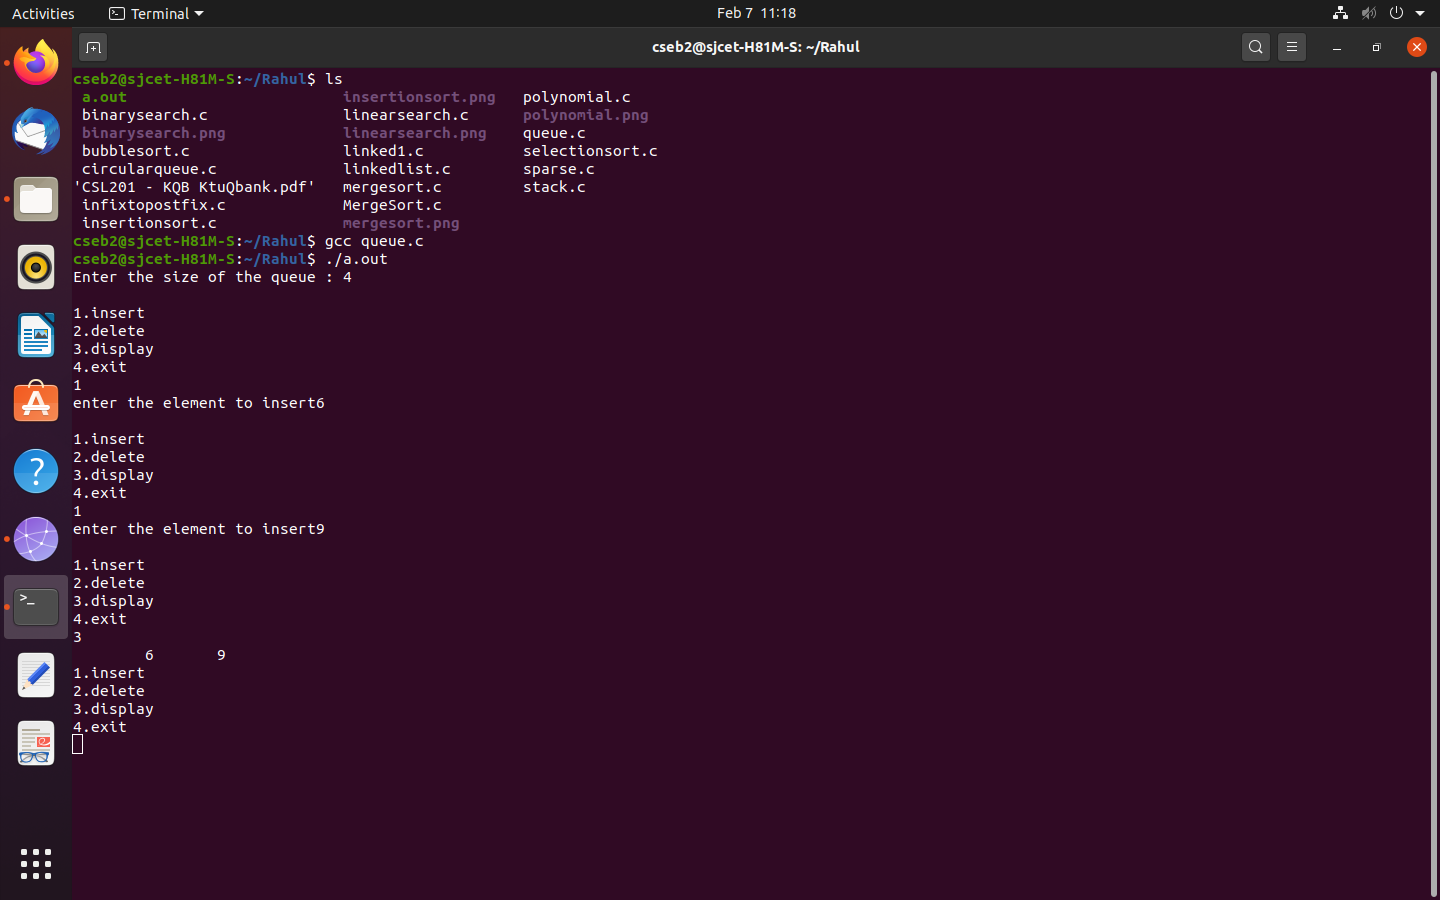 Activities Terminal Feb 7 11:18
cseb2@sjcet-H81M-S: ~/Rahul
cseb2@sjcet-H81M-S:~/Rahul$ ls
a.out insertionsort.png polynomial.c
binarysearch.c linearsearch.c polynomial.png
binarysearch.png linearsearch.png queue.c
bubblesort.c linked1.c selectionsort.c
circularqueue.c linkedlist.c sparse.c
'CSL201 - KQB KtuQbank.pdf' mergesort.c stack.c
infixtopostfix.c MergeSort.c
insertionsort.c mergesort.png
cseb2@sjcet-H81M-S:~/Rahul$ gcc queue.c
cseb2@sjcet-H81M-S:~/Rahul$ ./a.out
Enter the size of the queue : 4
1.insert
2.delete
3.display
4.exit
1
enter the element to insert6
1.insert
2.delete
3.display
4.exit
1
enter the element to insert9
1.insert
2.delete
3.display
4.exit
3
6 9
1.insert
2.delete
3.display
4.exit